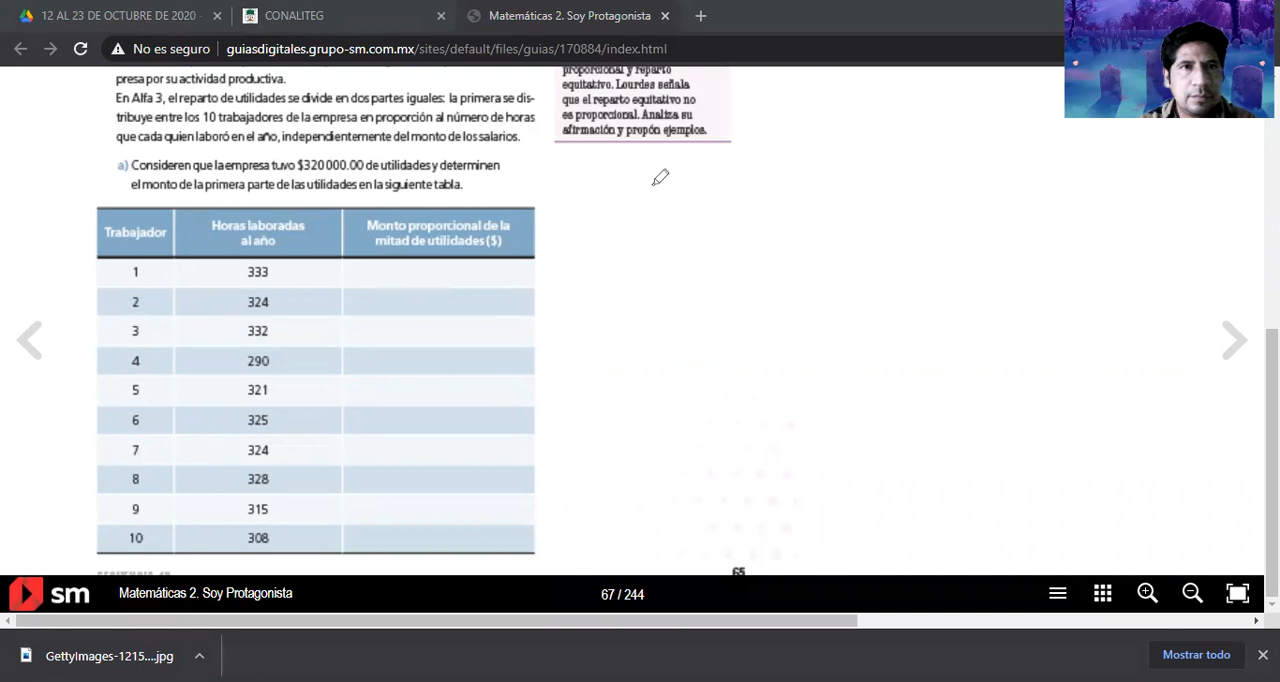 12 AL 23 DE OCTUBRE DE 2020 -
CONALITEG
Matemáticas 2. Soy Protagonista
No es seguro
guiasdigitales.grupo-sm.com.mx/sites/default/files/guias/170884/index.html
presa por su actividad productiva.
En Alfa 3, el reparto de utilidades se divide en dos partes iguales: la primera se dis-
tribuye entre los 10 trabajadores de la empresa en proporción al número de horas
que cada quien laboró en el año, independientemente del monto de los salarios.
proporcional y reparto
equitativo. Lourdes señala
que el reparto equitativo no
es proporcional. Analiza su
afirmación y propón ejemplos.
a) Consideren que la empresa tuvo $320 000.00 de utilidades y determinen
el monto de la primera parte de las utilidades en la siguiente tabla.
Trabajador Horas laboradas al año Monto proporcional de la mitad de utilidades ($)
1 333
2 324
3 332
4 290
5 321
6 325
7 324
8 328
9 315
10 308
65
sm
Matemáticas 2. Soy Protagonista
67 / 244
GettyImages-1215....jpg
Mostrar todo